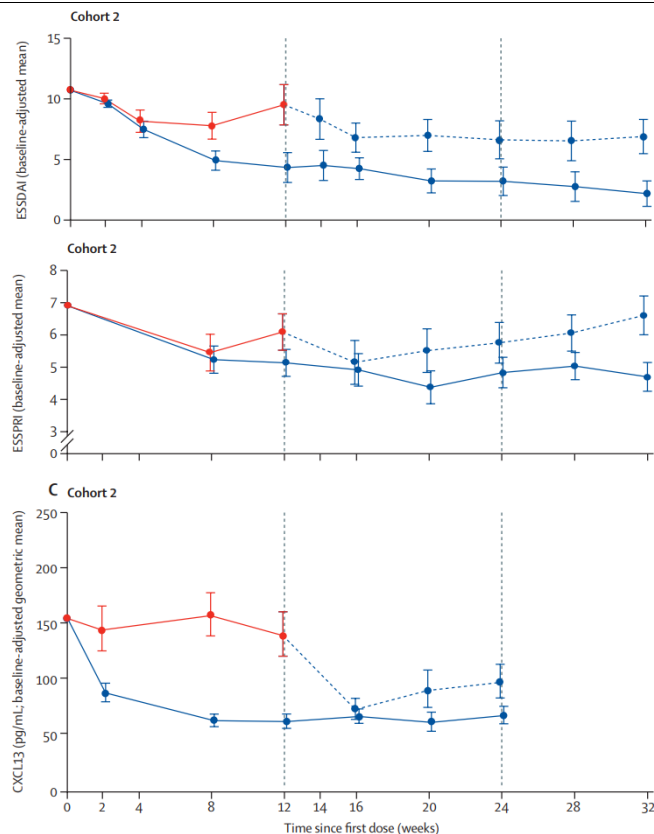 Cohort 2
ESSDAI (baseline-adjusted mean)
15
10
5
0
Cohort 2
ESSPRI (baseline-adjusted mean)
8
7
6
5
4
3
0
C Cohort 2
CXCL13 (pg/mL; baseline-adjusted geometric mean)
250
200
150
100
50
0
0 2 4 8 12 14 16 20 24 28 32
Time since first dose (weeks)